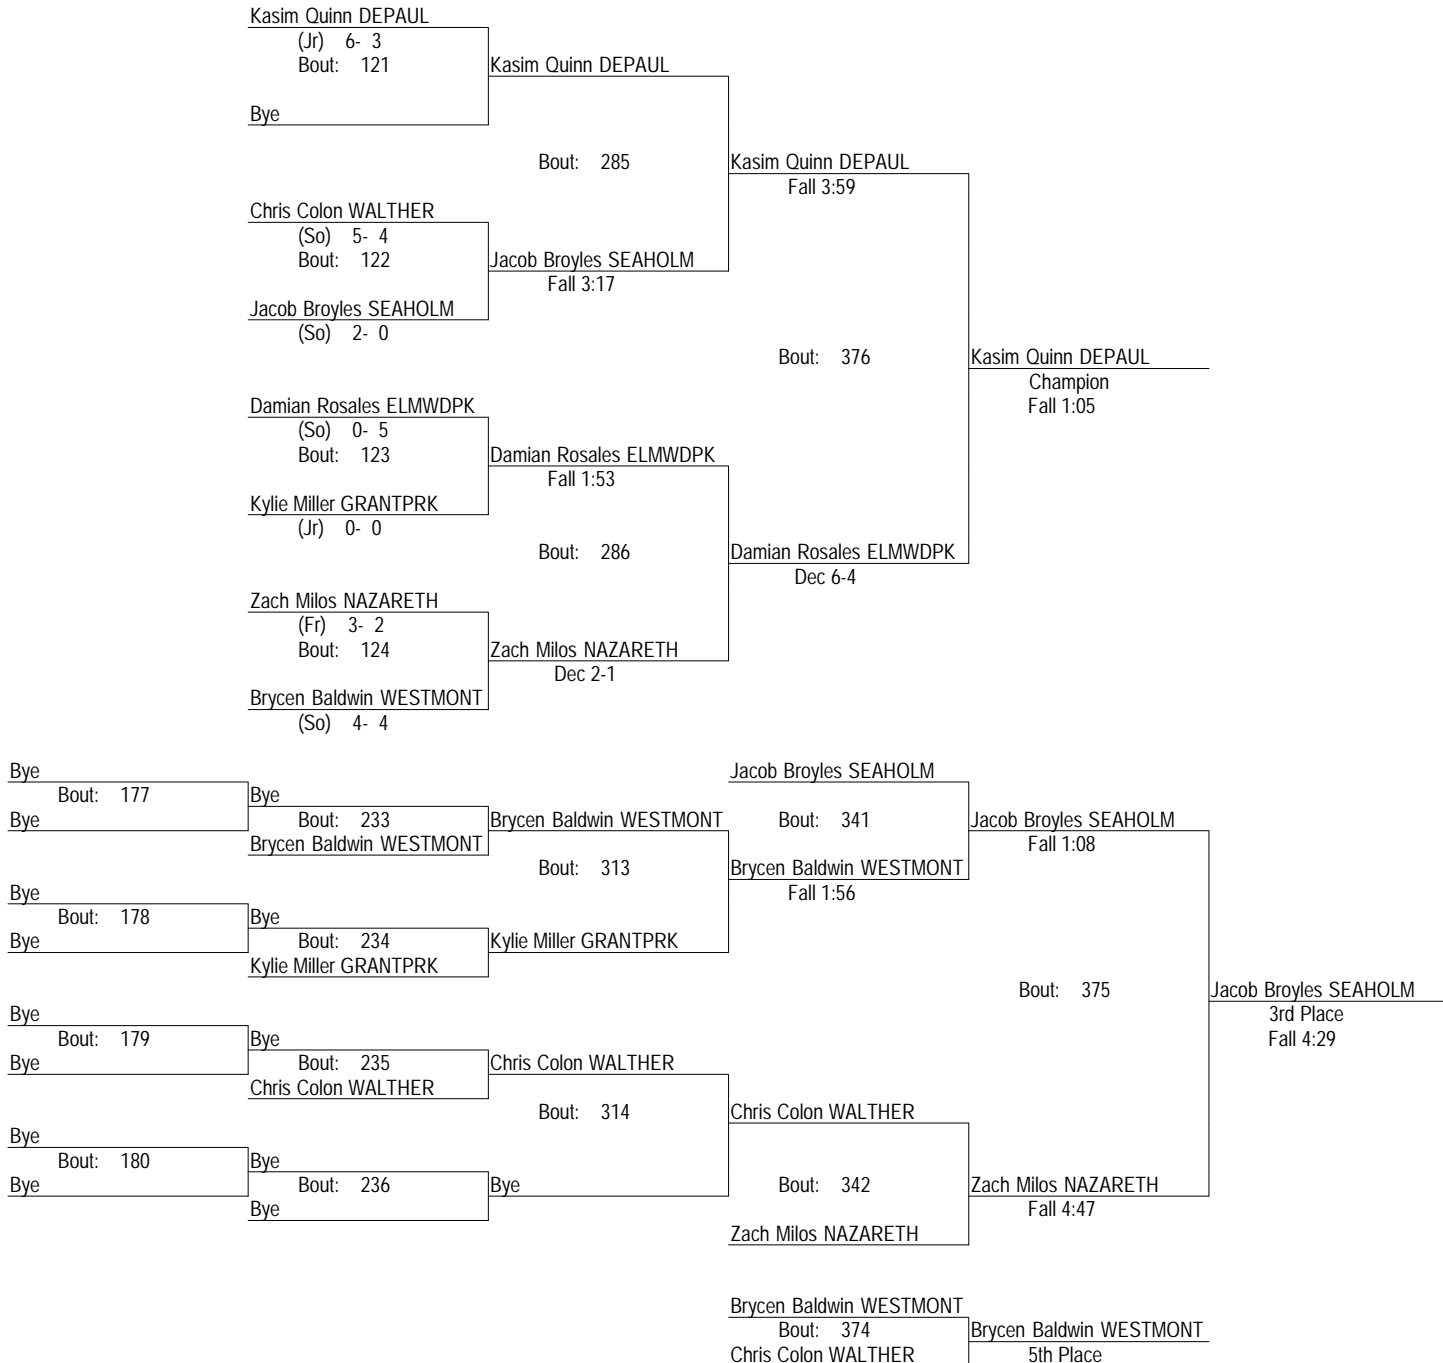 Kasim Quinn DEPAUL
(Jr) 6- 3
Bout: 121
Kasim Quinn DEPAUL
Bye
Bout: 285
Kasim Quinn DEPAUL
Fall 3:59
Chris Colon WALTHER
(So) 5- 4
Bout: 122
Jacob Broyles SEAHOLM
Fall 3:17
Jacob Broyles SEAHOLM
(So) 2- 0
Bout: 376
Kasim Quinn DEPAUL
Champion
Fall 1:05
Damian Rosales ELMWDPK
(So) 0- 5
Bout: 123
Damian Rosales ELMWDPK
Fall 1:53
Kylie Miller GRANTPRK
(Jr) 0- 0
Bout: 286
Damian Rosales ELMWDPK
Dec 6-4
Zach Milos NAZARETH
(Fr) 3- 2
Bout: 124
Zach Milos NAZARETH
Dec 2-1
Brycen Baldwin WESTMONT
(So) 4- 4
Bye
Bout: 177
Bye
Bye
Bout: 233
Brycen Baldwin WESTMONT
Brycen Baldwin WESTMONT
Bout: 313
Jacob Broyles SEAHOLM
Bout: 341
Jacob Broyles SEAHOLM
Fall 1:08
Brycen Baldwin WESTMONT
Fall 1:56
Bye
Bout: 178
Bye
Bye
Bout: 234
Kylie Miller GRANTPRK
Kylie Miller GRANTPRK
Bout: 375
Jacob Broyles SEAHOLM
3rd Place
Fall 4:29
Bye
Bout: 179
Bye
Bye
Bout: 235
Chris Colon WALTHER
Chris Colon WALTHER
Bout: 314
Chris Colon WALTHER
Bye
Bout: 180
Bye
Bye
Bout: 236
Bye
Bye
Bout: 342
Zach Milos NAZARETH
Fall 4:47
Zach Milos NAZARETH
Brycen Baldwin WESTMONT
Bout: 374
Brycen Baldwin WESTMONT
Chris Colon WALTHER
5th Place